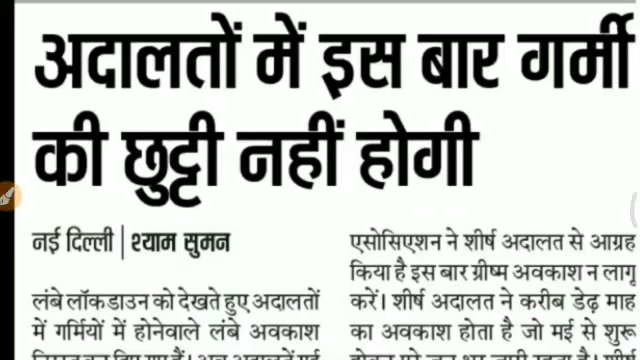 अदालतों में इस बार गर्मी
की छुट्टी नहीं होगी
नई दिल्ली | श्याम सुमन
लंबे लॉकडाउन को देखते हुए अदालतों
में गर्मियों में होनेवाले लंबे अवकाश
एसोसिएशन ने शीर्ष अदालत से आग्रह
किया है इस बार ग्रीष्म अवकाश न लागू
करें। शीर्ष अदालत ने करीब डेढ़ माह
का अवकाश होता है जो मई से शुरू